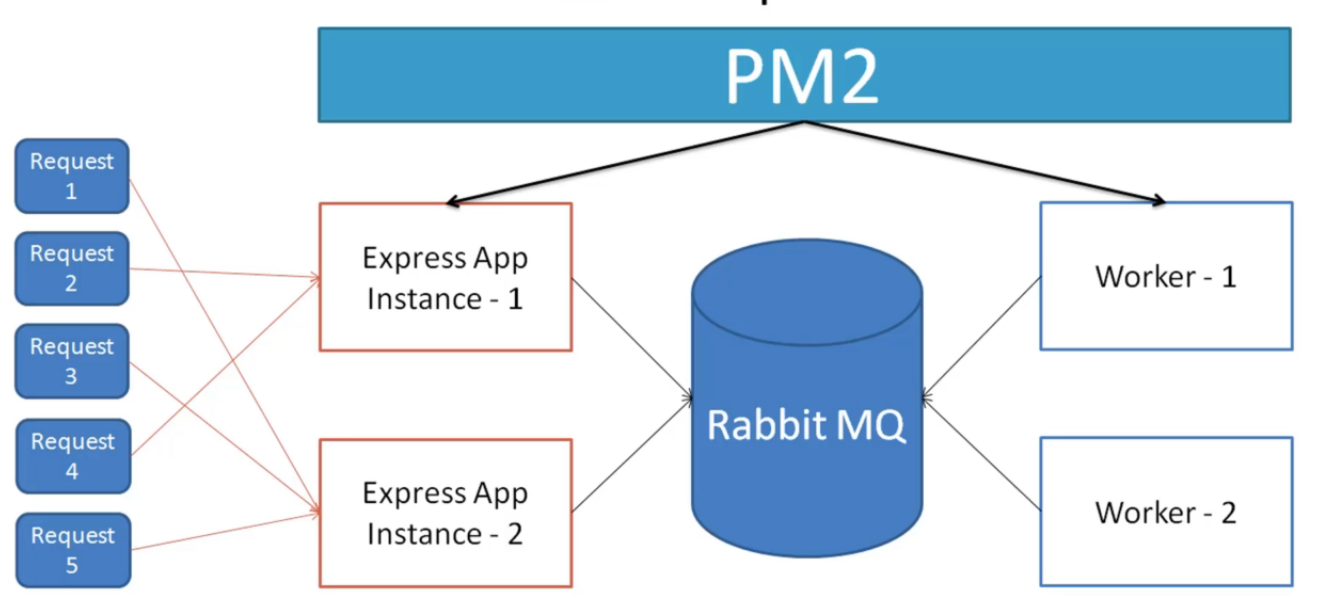 PM2
Request
1
Request
2
Request
3
Request
4
Request
5
Express App
Instance - 1
Express App
Instance - 2
Rabbit MQ
Worker - 1
Worker - 2